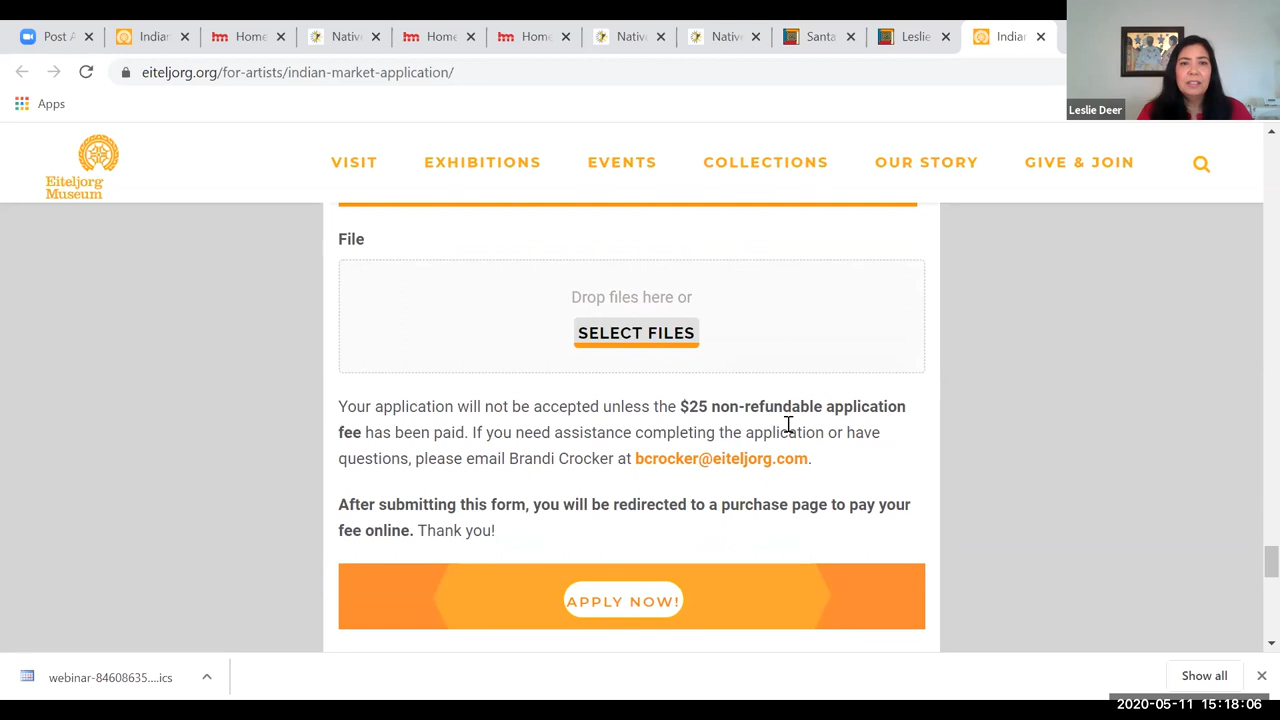 Post A
Indian
Home
Nativ
Home
Home
Nativ
Nativ
Santa
Leslie
Indian
eiteljorg.org/for-artists/indian-market-application/
Apps
Leslie Deer
Eiteljorg
Museum
VISIT
EXHIBITIONS
EVENTS
COLLECTIONS
OUR STORY
GIVE & JOIN
File
Drop files here or
SELECT FILES
Your application will not be accepted unless the $25 non-refundable application
fee has been paid. If you need assistance completing the application or have
questions, please email Brandi Crocker at bcrocker@eiteljorg.com.
After submitting this form, you will be redirected to a purchase page to pay your
fee online. Thank you!
APPLY NOW!
webinar-84608635....ics
Show all
2020-05-11 15:18:06